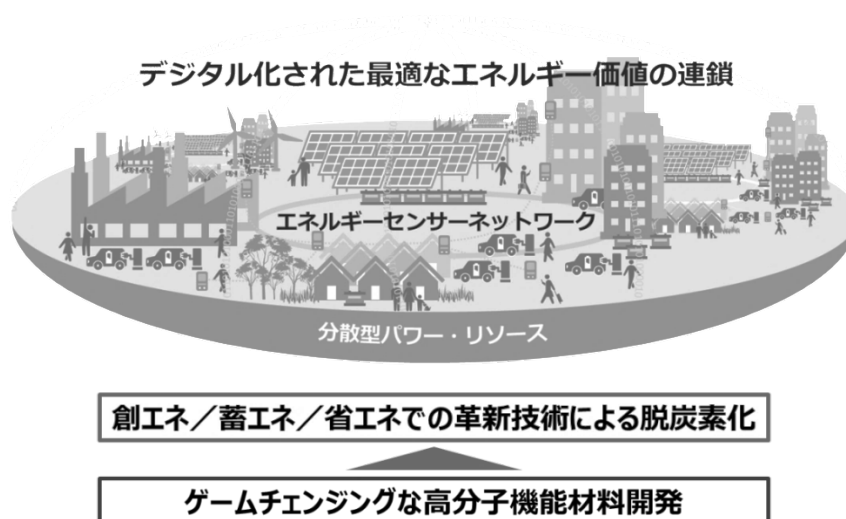 デジタル化された最適なエネルギー価値の連鎖
エネルギーセンサーネットワーク
分散型パワー・リソース
創エネ／蓄エネ／省エネでの革新技術による脱炭素化
ゲームチェンジングな高分子機能材料開発